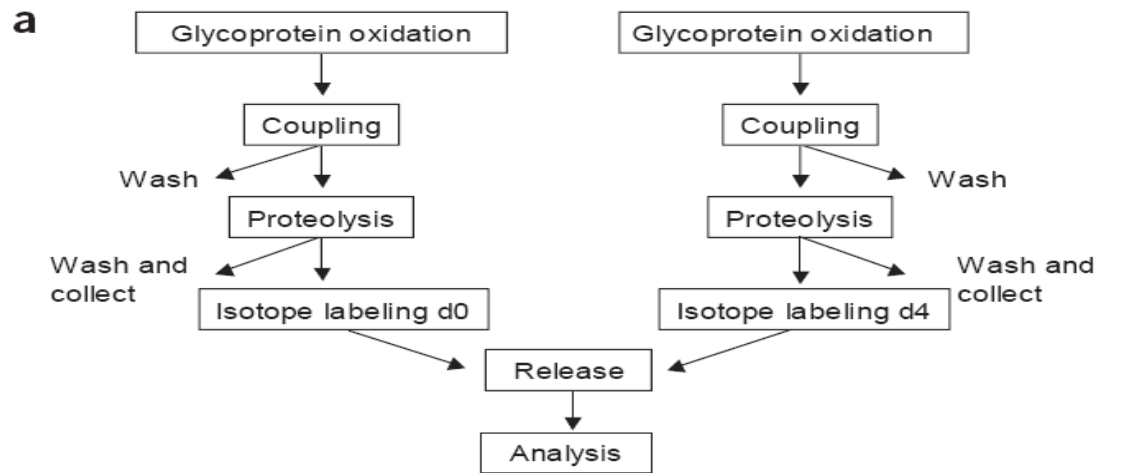 a
Glycoprotein oxidation
Glycoprotein oxidation
Coupling
Coupling
Wash
Wash
Proteolysis
Proteolysis
Wash and
collect
Wash and
collect
Isotope labeling d0
Isotope labeling d4
Release
Analysis